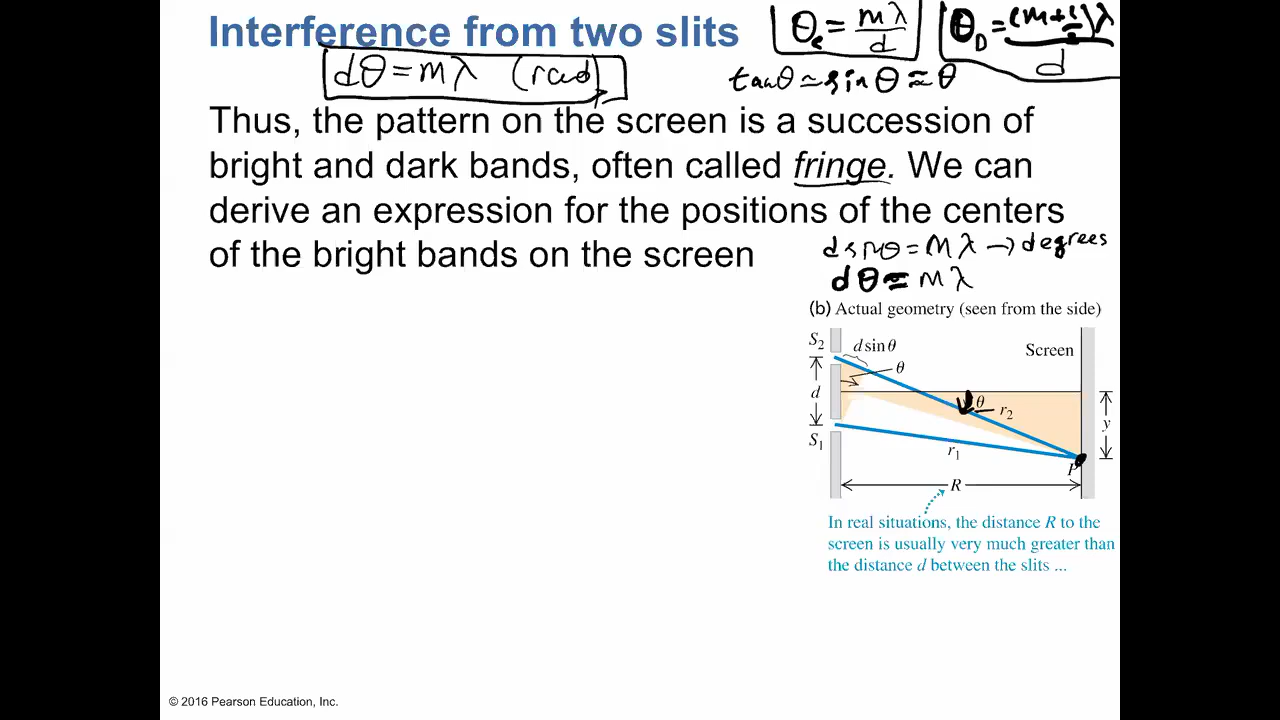 Interference from two slits
θc = mλ/d
θD = (m+1/2)λ/d
dθ = mλ (rad)
tanθ ≃ sinθ ≈ θ
Thus, the pattern on the screen is a succession of
bright and dark bands, often called fringe. We can
derive an expression for the positions of the centers
of the bright bands on the screen
d sinθ = mλ → degrees
dθ = mλ
(b) Actual geometry (seen from the side)
S2
d sin θ
Screen
θ
d
θ
r2
y
S1
r1
P
R
In real situations, the distance R to the
screen is usually very much greater than
the distance d between the slits ...
© 2016 Pearson Education, Inc.